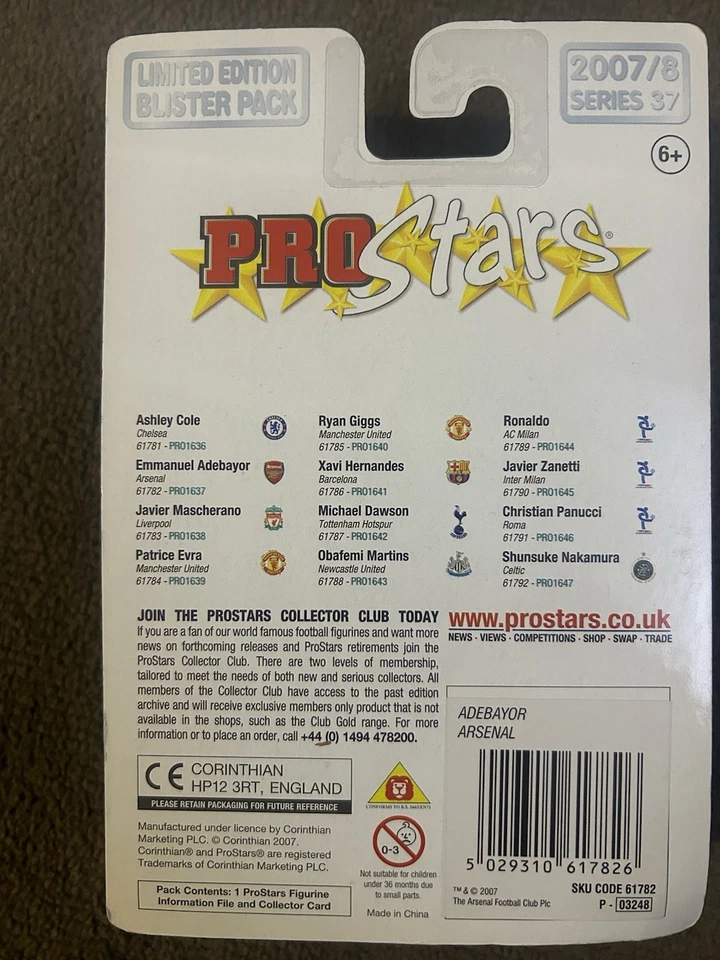 LIMITED EDITION
BLISTER PACK
2007/8
SERIES 37
6+
PROStars®
Ashley Cole
Chelsea
61781 - PRO1636
Emmanuel Adebayor
Arsenal
61782 - PRO1637
Javier Mascherano
Liverpool
61783 - PRO1638
Patrice Evra
Manchester United
61784 - PRO1639
Ryan Giggs
Manchester United
61785 - PRO1640
Xavi Hernandes
Barcelona
61786 - PRO1641
Michael Dawson
Tottenham Hotspur
61787 - PRO1642
Obafemi Martins
Newcastle United
61788 - PRO1643
Ronaldo
AC Milan
61789 - PRO1644
Javier Zanetti
Inter Milan
61790 - PRO1645
Christian Panucci
Roma
61791 - PRO1646
Shunsuke Nakamura
Celtic
61792 - PRO1647
JOIN THE PROSTARS COLLECTOR CLUB TODAY
If you are a fan of our world famous football figurines and want more
news on forthcoming releases and ProStars retirements join the
ProStars Collector Club. There are two levels of membership,
tailored to meet the needs of both new and serious collectors. All
members of the Collector Club have access to the past edition
archive and will receive exclusive members only product that is not
available in the shops, such as the Club Gold range. For more
information or to place an order, call +44 (0) 1494 478200.
www.prostars.co.uk
NEWS · VIEWS · COMPETITIONS · SHOP · SWAP · TRADE
CE CORINTHIAN
HP12 3RT, ENGLAND
PLEASE RETAIN PACKAGING FOR FUTURE REFERENCE
Manufactured under licence by Corinthian
Marketing PLC. © Corinthian 2007.
Corinthian® and ProStars® are registered
Trademarks of Corinthian Marketing PLC.
Pack Contents: 1 ProStars Figurine
Information File and Collector Card
CONFORMS TO B.S. 5665/EN71
0-3
Not suitable for children
under 36 months due
to small parts.
Made in China
ADEBAYOR
ARSENAL
5 029310 617826
™ & © 2007
The Arsenal Football Club Plc
SKU CODE 61782
P - 03248